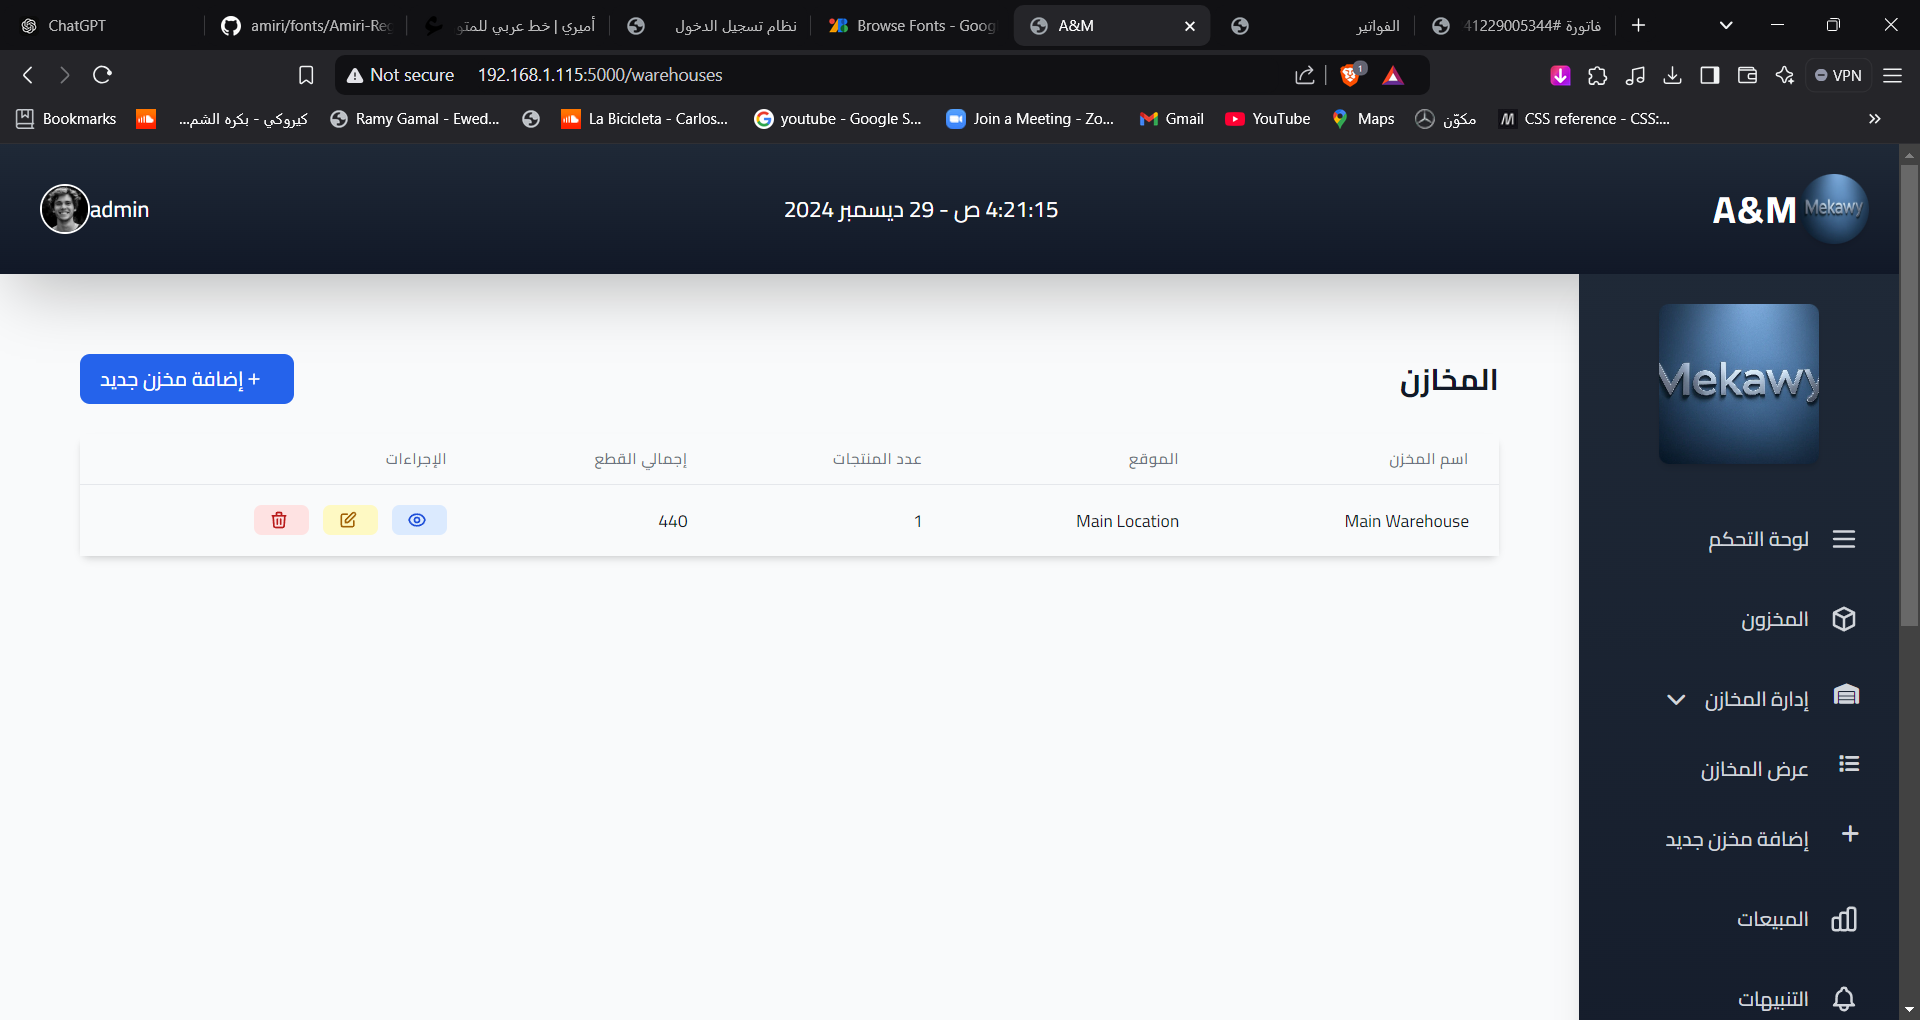 ChatGPT
amiri/fonts/Amiri-Reg
أميري | خط عربي للمتو
نظام تسجيل الدخول
Browse Fonts - Goog
A&M
الفواتير
فاتورة #41229005344
Not secure 192.168.1.115:5000/warehouses
1
VPN
Bookmarks
كيروكي - بكره الشم...
Ramy Gamal - Ewed...
La Bicicleta - Carlos...
youtube - Google S...
Join a Meeting - Zo...
Gmail
YouTube
Maps
مكوّن
CSS reference - CSS:...
admin
4:21:15 ص - 29 ديسمبر 2024
A&M
Mekawy
Mekawy
المخازن
+ إضافة مخزن جديد
اسم المخزن الموقع عدد المنتجات إجمالي القطع الإجراءات
Main Warehouse Main Location 1 440
لوحة التحكم
المخزون
إدارة المخازن
عرض المخازن
إضافة مخزن جديد
المبيعات
التنبيهات